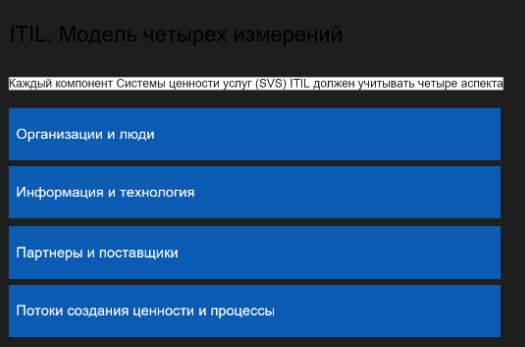 ITIL. Модель четырех измерений
Каждый компонент Системы ценности услуг (SVS) ITIL должен учитывать четыре аспекта
Организации и люди
Информация и технология
Партнеры и поставщики
Потоки создания ценности и процессы